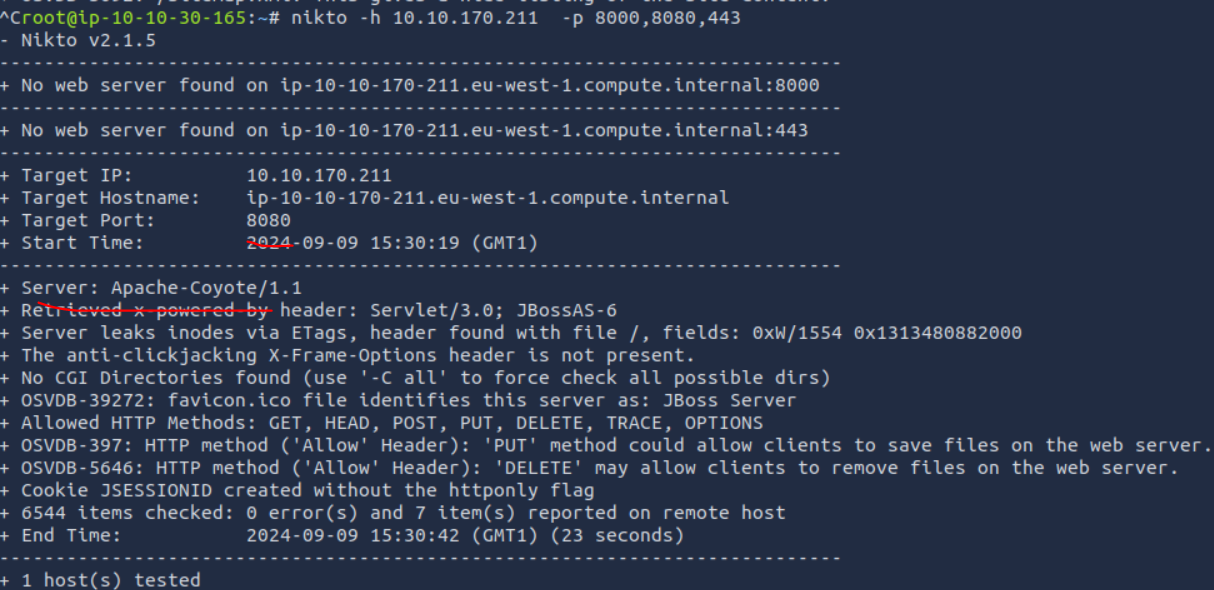 ^Croot@ip-10-10-30-165:~# nikto -h 10.10.170.211  -p 8000,8080,443
- Nikto v2.1.5
---------------------------------------------------------------------------
+ No web server found on ip-10-10-170-211.eu-west-1.compute.internal:8000
---------------------------------------------------------------------------
+ No web server found on ip-10-10-170-211.eu-west-1.compute.internal:443
---------------------------------------------------------------------------
+ Target IP:          10.10.170.211
+ Target Hostname:    ip-10-10-170-211.eu-west-1.compute.internal
+ Target Port:        8080
+ Start Time:         2024-09-09 15:30:19 (GMT1)
---------------------------------------------------------------------------
+ Server: Apache-Coyote/1.1
+ Retrieved x-powered-by header: Servlet/3.0; JBossAS-6
+ Server leaks inodes via ETags, header found with file /, fields: 0xW/1554 0x1313480882000
+ The anti-clickjacking X-Frame-Options header is not present.
+ No CGI Directories found (use '-C all' to force check all possible dirs)
+ OSVDB-39272: favicon.ico file identifies this server as: JBoss Server
+ Allowed HTTP Methods: GET, HEAD, POST, PUT, DELETE, TRACE, OPTIONS
+ OSVDB-397: HTTP method ('Allow' Header): 'PUT' method could allow clients to save files on the web server.
+ OSVDB-5646: HTTP method ('Allow' Header): 'DELETE' may allow clients to remove files on the web server.
+ Cookie JSESSIONID created without the httponly flag
+ 6544 items checked: 0 error(s) and 7 item(s) reported on remote host
+ End Time:           2024-09-09 15:30:42 (GMT1) (23 seconds)
---------------------------------------------------------------------------
+ 1 host(s) tested